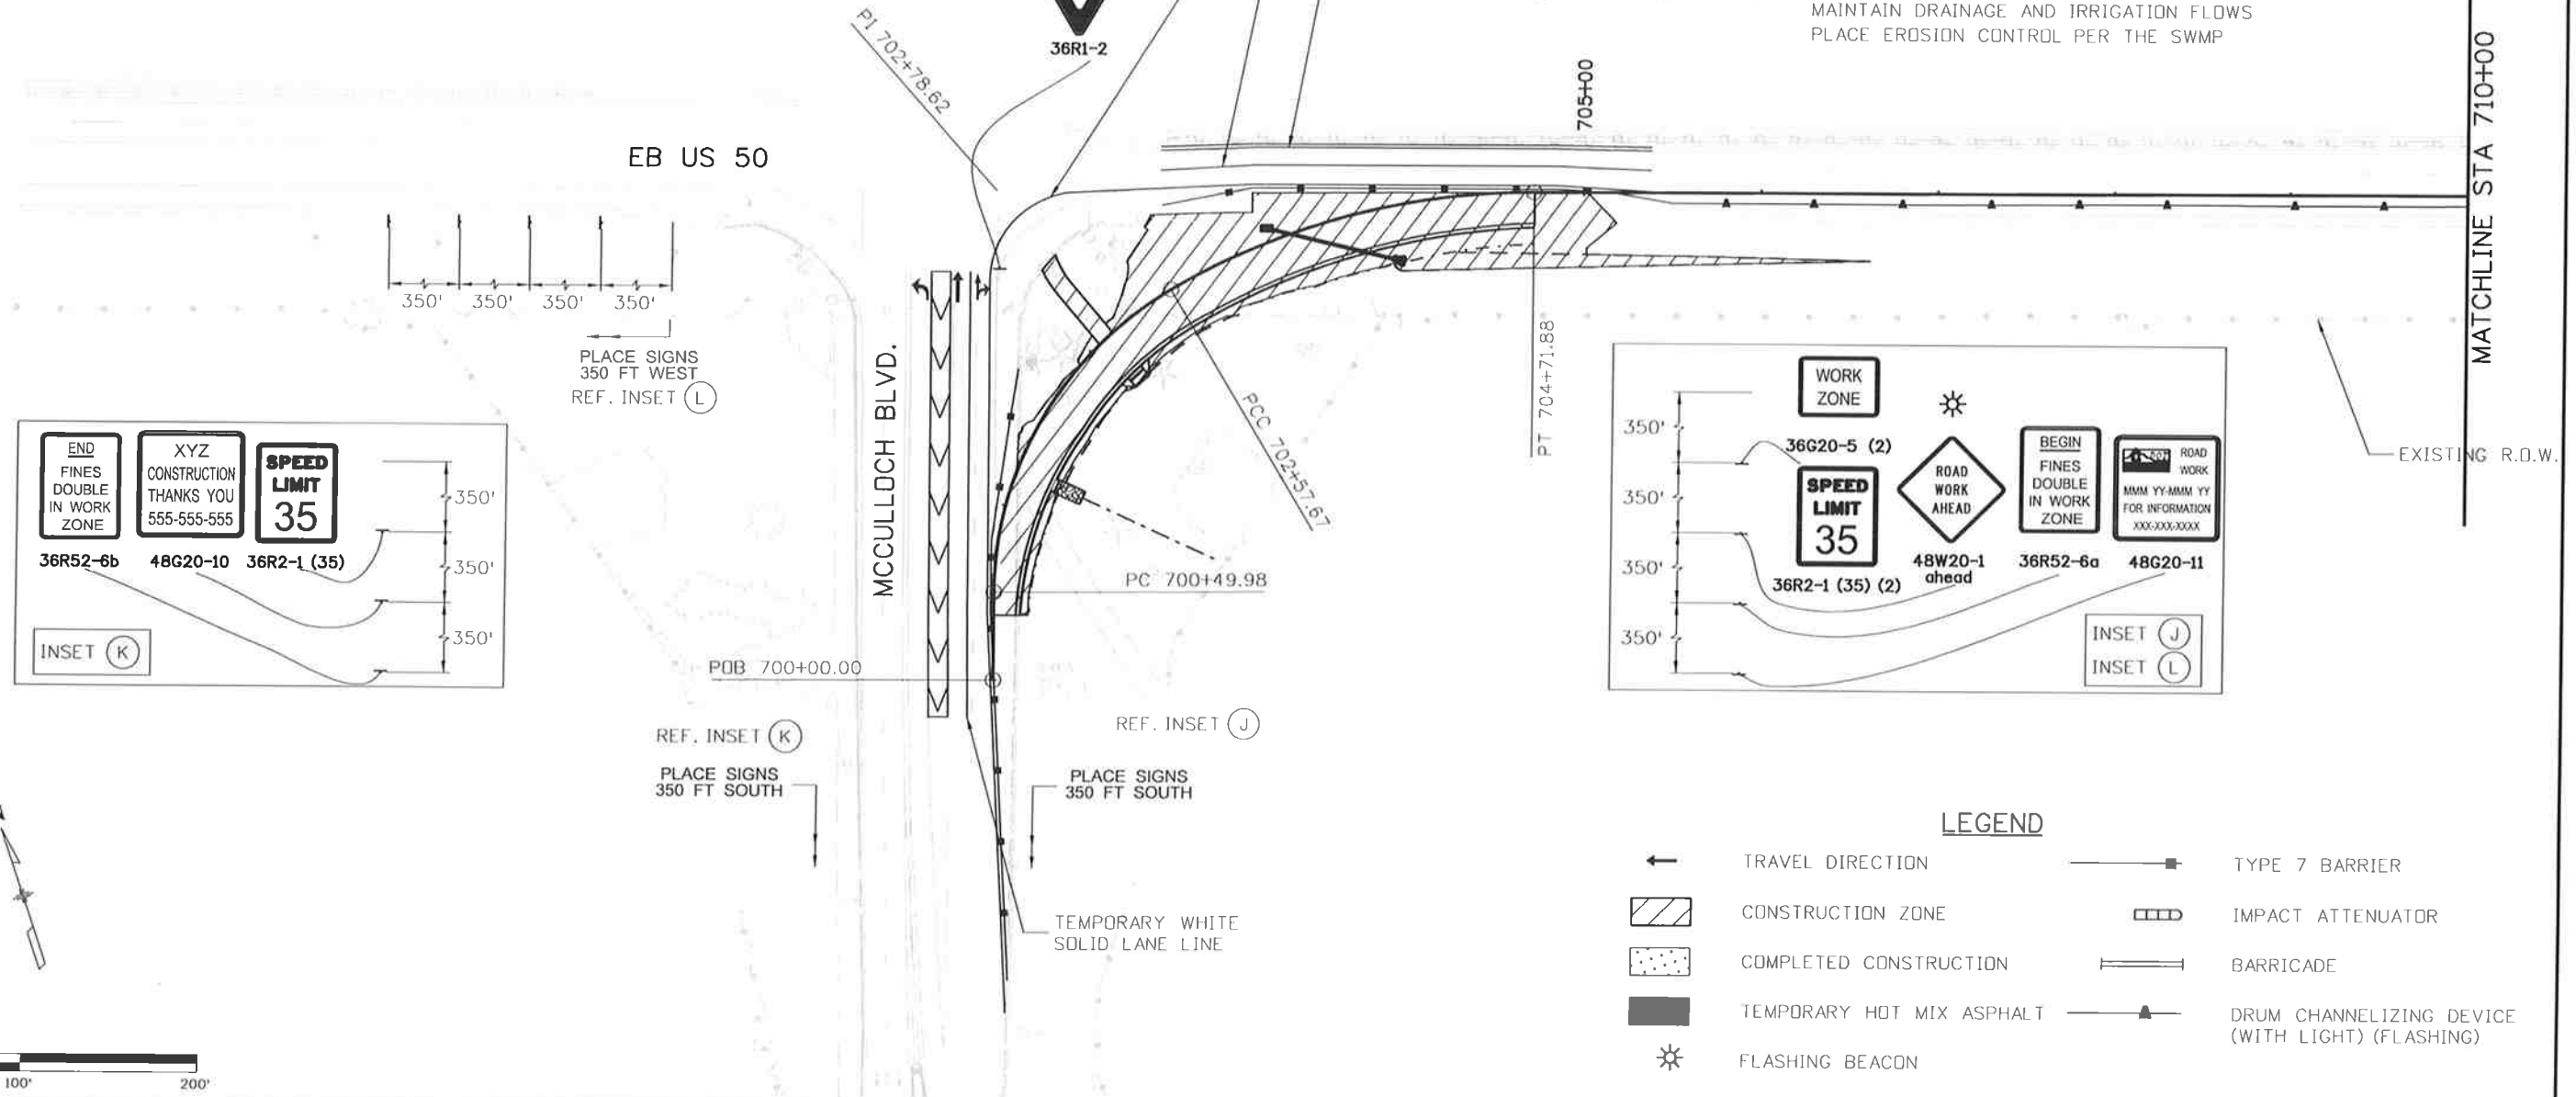 MAINTAIN DRAINAGE AND IRRIGATION FLOWS
PLACE EROSION CONTROL PER THE SWMP
36R1-2
PI 702+78.62
705+00
MATCHLINE STA 710+00
EB US 50
350' 350' 350' 350'
PLACE SIGNS
350 FT WEST
REF. INSET L
MCCULLOCH BLVD.
PCC 702+57.67
PT 704+71.88
EXISTING R.O.W.
END
FINES
DOUBLE
IN WORK
ZONE
36R52-6b
XYZ
CONSTRUCTION
THANKS YOU
555-555-555
48G20-10
SPEED
LIMIT
35
36R2-1 (35)
350'
350'
350'
INSET K
350'
350'
350'
350'
WORK
ZONE
36G20-5 (2)
SPEED
LIMIT
35
36R2-1 (35) (2)
ROAD
WORK
AHEAD
48W20-1
ahead
BEGIN
FINES
DOUBLE
IN WORK
ZONE
36R52-6a
ROAD
WORK
MMM YY-MMM YY
FOR INFORMATION
XXX-XXX-XXXX
48G20-11
INSET J
INSET L
PC 700+49.98
POB 700+00.00
REF. INSET K
PLACE SIGNS
350 FT SOUTH
REF. INSET J
PLACE SIGNS
350 FT SOUTH
TEMPORARY WHITE
SOLID LANE LINE
LEGEND
TRAVEL DIRECTION
CONSTRUCTION ZONE
COMPLETED CONSTRUCTION
TEMPORARY HOT MIX ASPHALT
FLASHING BEACON
TYPE 7 BARRIER
IMPACT ATTENUATOR
BARRICADE
DRUM CHANNELIZING DEVICE
(WITH LIGHT) (FLASHING)
100' 200'